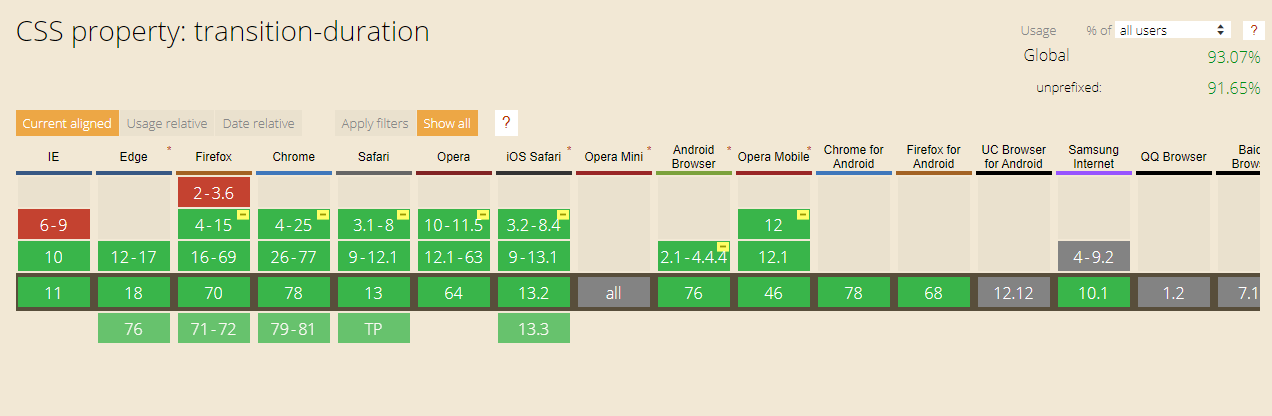 CSS property: transition-duration
Usage % of all users ?
Global 93.07%
unprefixed: 91.65%
Current aligned Usage relative Date relative Apply filters Show all ?
IE Edge * Firefox Chrome Safari Opera iOS Safari * Opera Mini * Android Browser * Opera Mobile * Chrome for Android Firefox for Android UC Browser for Android Samsung Internet QQ Browser Baid Brows
2-3.6
6-9 4-15 4-25 3.1-8 10-11.5 3.2-8.4 12
10 12-17 16-69 26-77 9-12.1 12.1-63 9-13.1 2.1-4.4.4 12.1 4-9.2
11 18 70 78 13 64 13.2 all 76 46 78 68 12.12 10.1 1.2 7.1
76 71-72 79-81 TP 13.3